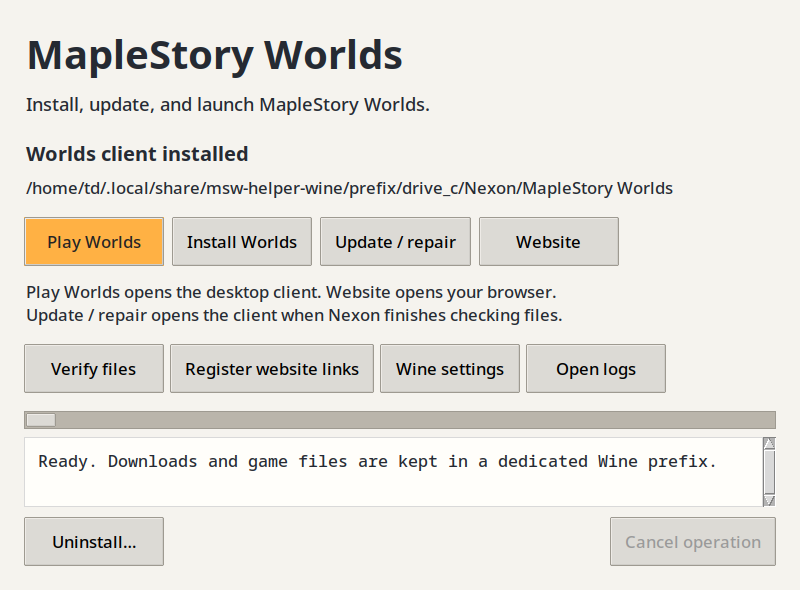 MapleStory Worlds
Install, update, and launch MapleStory Worlds.
Worlds client installed
/home/td/.local/share/msw-helper-wine/prefix/drive_c/Nexon/MapleStory Worlds
Play Worlds
Install Worlds
Update / repair
Website
Play Worlds opens the desktop client. Website opens your browser.
Update / repair opens the client when Nexon finishes checking files.
Verify files
Register website links
Wine settings
Open logs
Ready. Downloads and game files are kept in a dedicated Wine prefix.
Uninstall...
Cancel operation